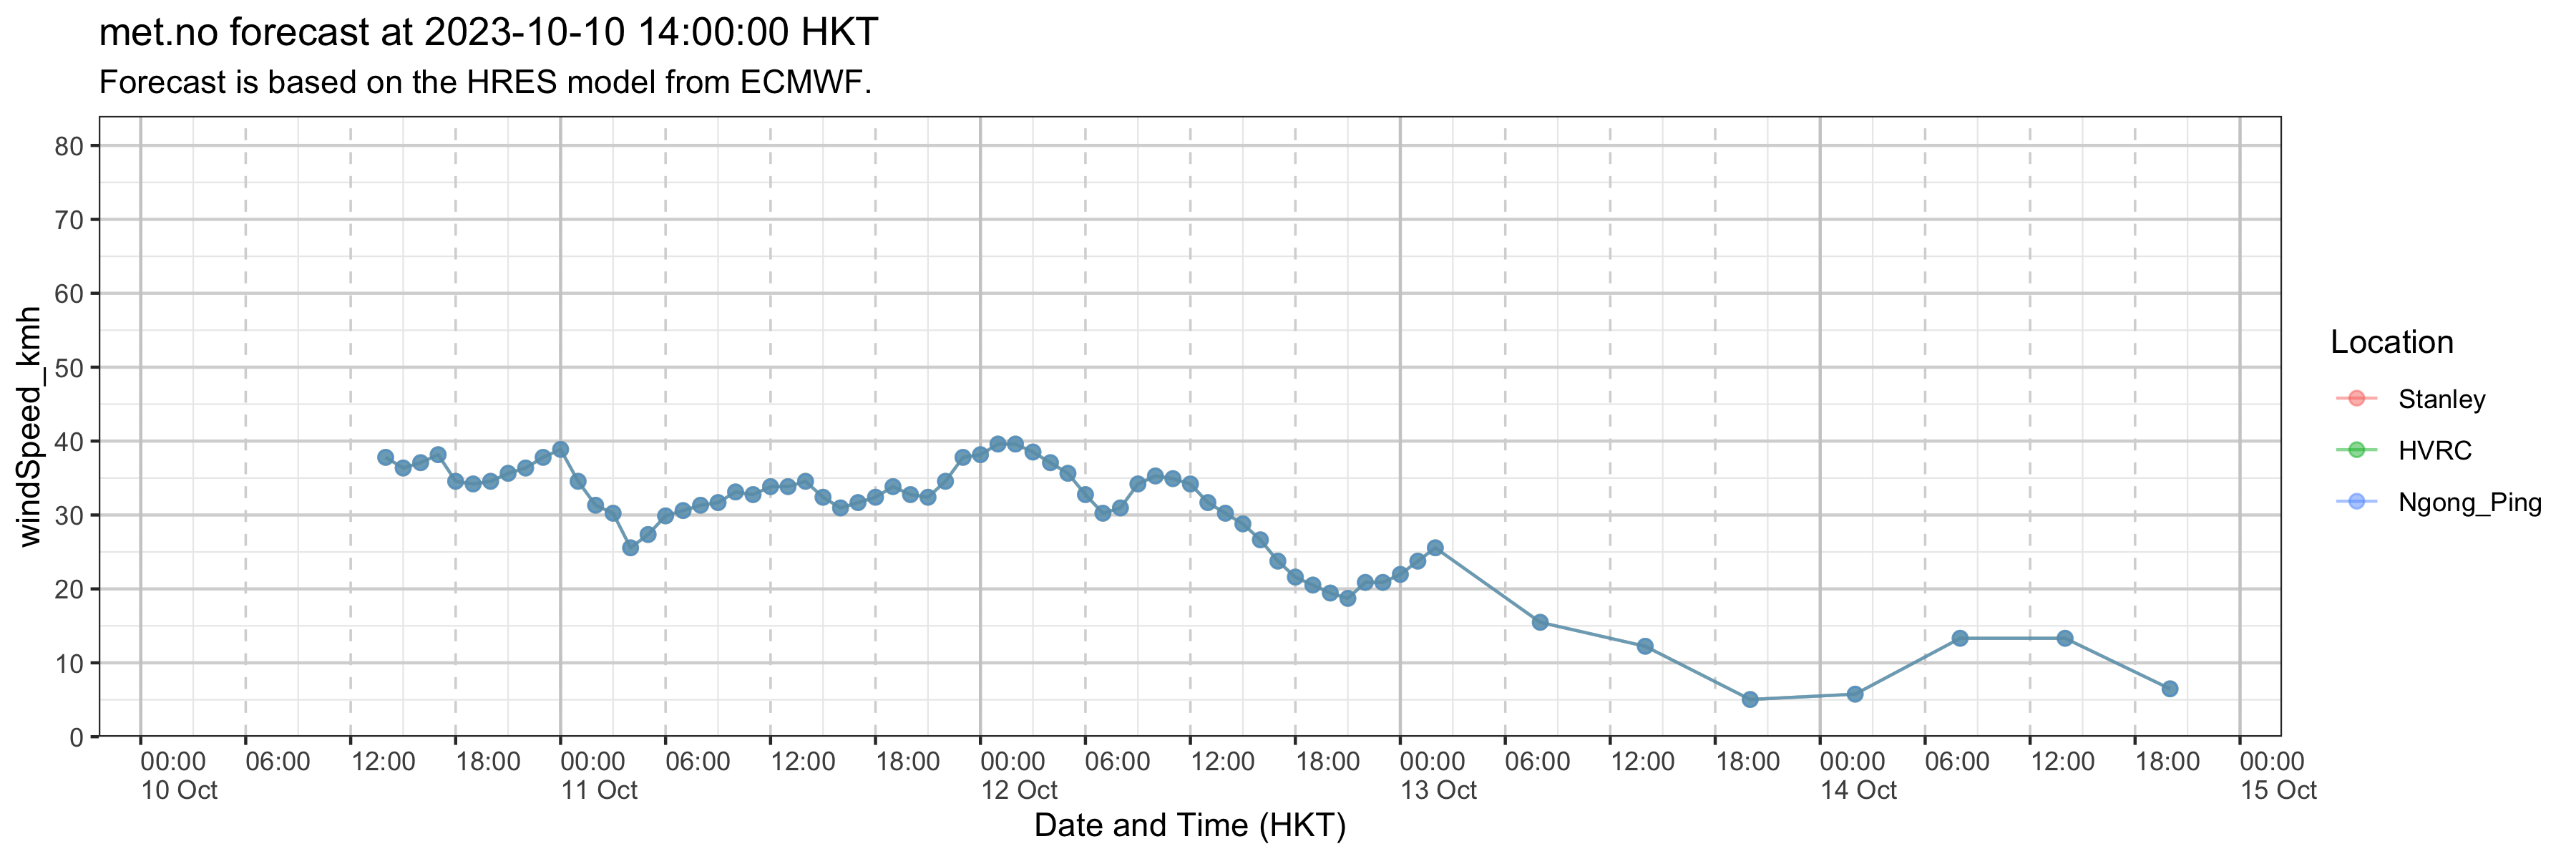 met.no forecast at 2023-10-10 14:00:00 HKT
Forecast is based on the HRES model from ECMWF.
windSpeed_kmh
80
70
60
50
40
30
20
10
0
00:00 06:00 12:00 18:00 00:00 06:00 12:00 18:00 00:00 06:00 12:00 18:00 00:00 06:00 12:00 18:00 00:00 06:00 12:00 18:00 00:00
10 Oct 11 Oct 12 Oct 13 Oct 14 Oct 15 Oct
Date and Time (HKT)
Location
Stanley
HVRC
Ngong_Ping